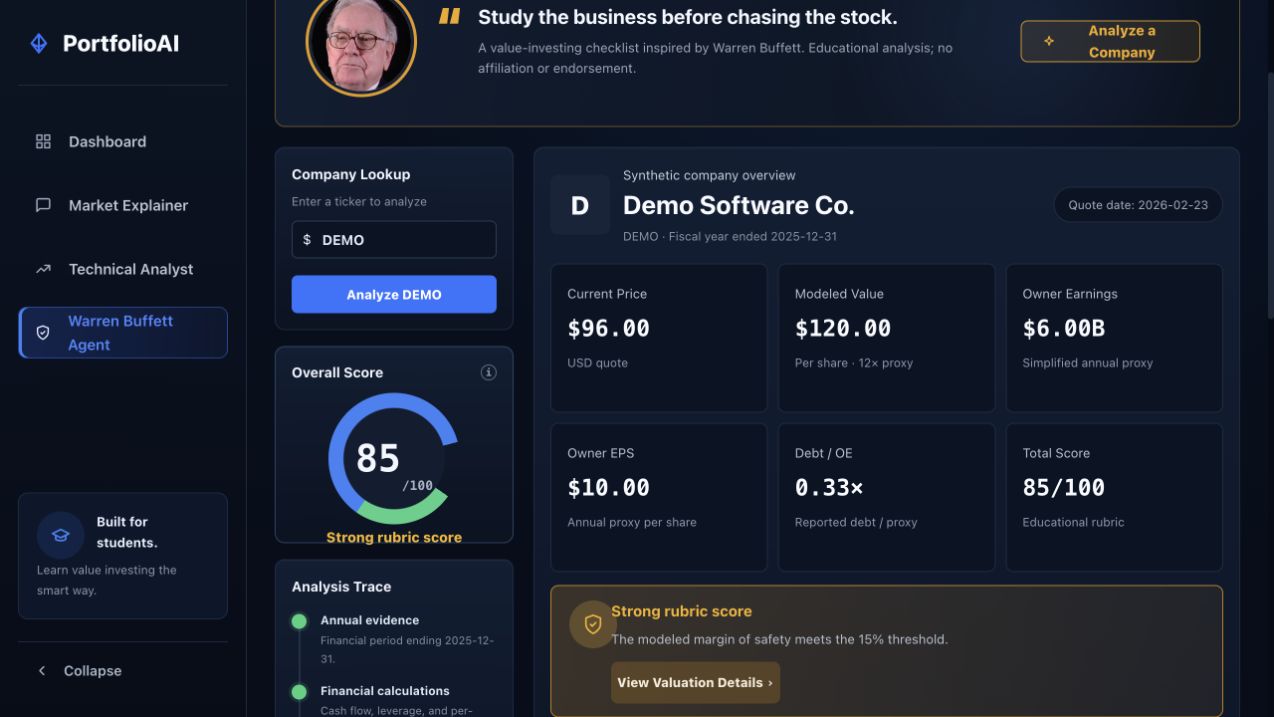 PortfolioAI
Dashboard
Market Explainer
Technical Analyst
Warren Buffett
Agent
Built for
students.
Learn value investing the
smart way.
Collapse
Study the business before chasing the stock.
A value-investing checklist inspired by Warren Buffett. Educational analysis; no
affiliation or endorsement.
Analyze a
Company
Company Lookup
Enter a ticker to analyze
$ DEMO
Analyze DEMO
Overall Score
85
/100
Strong rubric score
Analysis Trace
Annual evidence
Financial period ending 2025-12-
31.
Financial calculations
Cash flow, leverage, and per-
D
Synthetic company overview
Demo Software Co.
DEMO · Fiscal year ended 2025-12-31
Quote date: 2026-02-23
Current Price
$96.00
USD quote
Modeled Value
$120.00
Per share · 12× proxy
Owner Earnings
$6.00B
Simplified annual proxy
Owner EPS
$10.00
Annual proxy per share
Debt / OE
0.33×
Reported debt / proxy
Total Score
85/100
Educational rubric
Strong rubric score
The modeled margin of safety meets the 15% threshold.
View Valuation Details ›